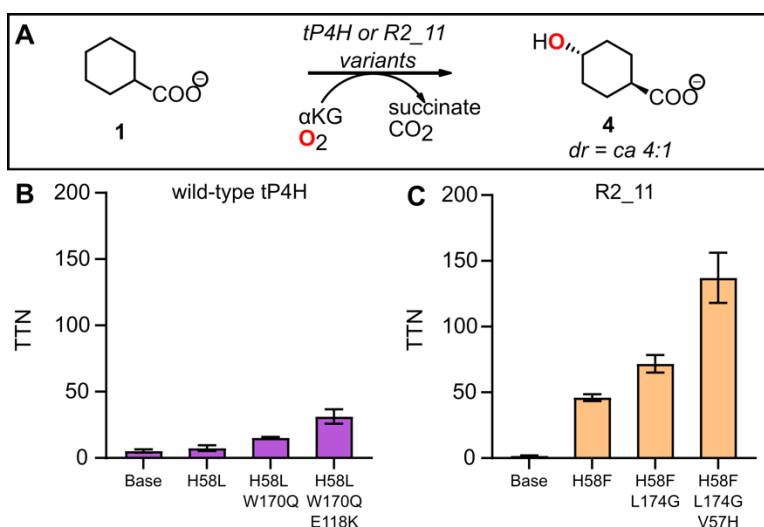 A
tP4H or R2_11
variants
COO⊖
1
αKG
O2
succinate
CO2
HO
COO⊖
4
dr = ca 4:1
B
wild-type tP4H
TTN
200
150
100
50
0
Base
H58L
H58L
W170Q
H58L
W170Q
E118K
C
R2_11
TTN
200
150
100
50
0
Base
H58F
H58F
L174G
H58F
L174G
V57H